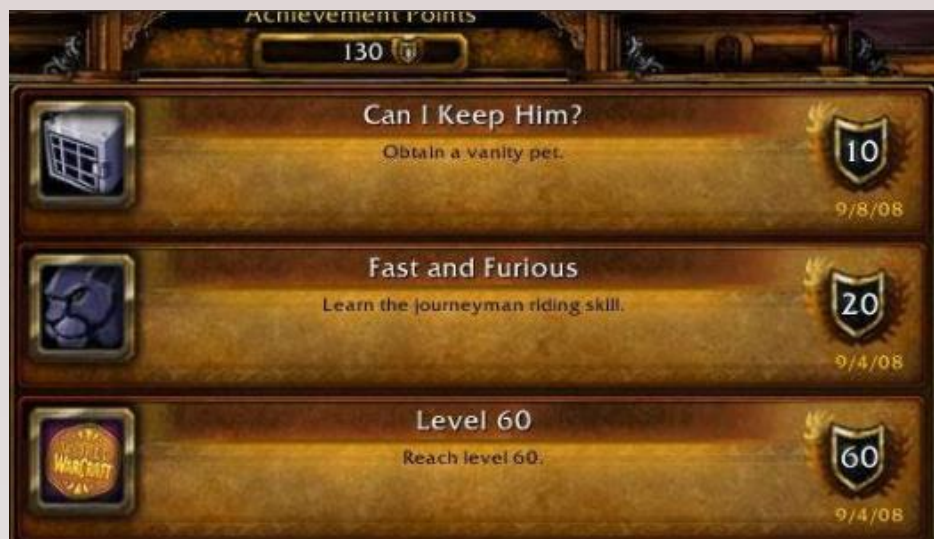 Achievement Points
130
Can I Keep Him?
Obtain a vanity pet.
10
9/8/08
Fast and Furious
Learn the journeyman riding skill.
20
9/4/08
Level 60
Reach level 60.
WARCRAFT
60
9/4/08